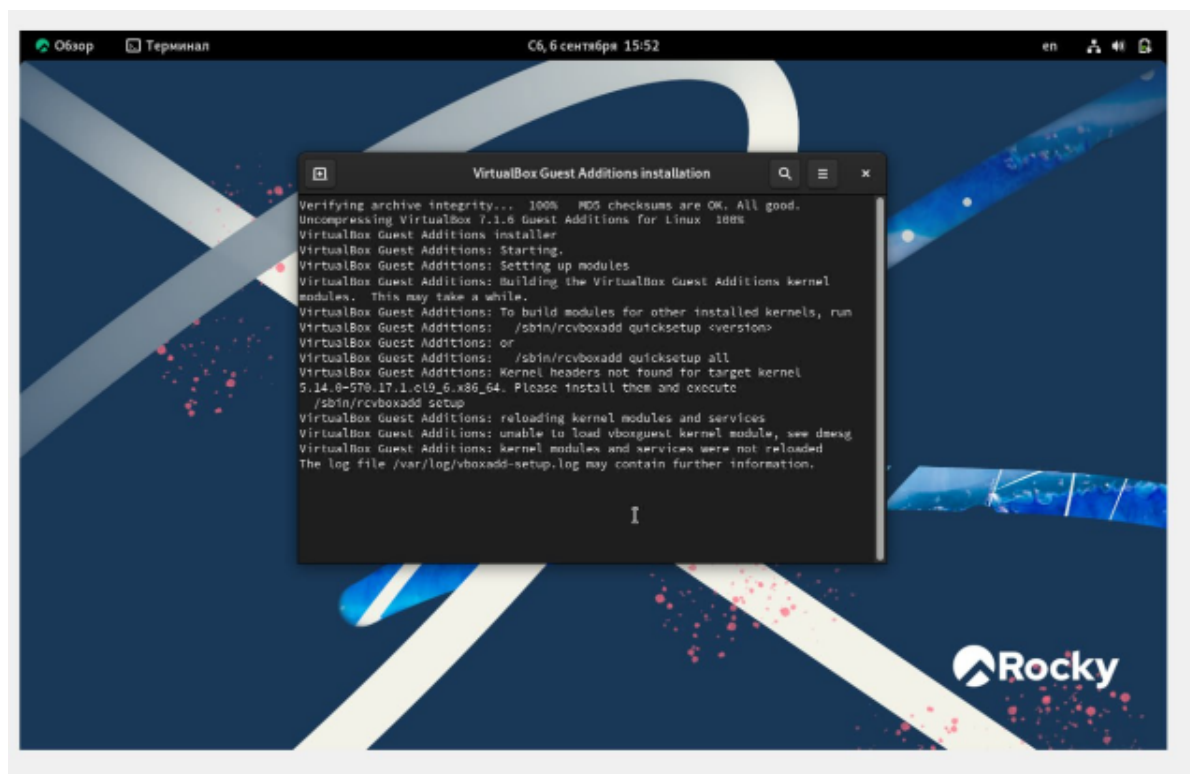 Обзор Терминал Сб, 6 сентября 15:52 en
VirtualBox Guest Additions installation
Verifying archive integrity... 100% MD5 checksums are OK. All good.
Uncompressing VirtualBox 7.1.6 Guest Additions for Linux 100%
VirtualBox Guest Additions installer
VirtualBox Guest Additions: Starting.
VirtualBox Guest Additions: Setting up modules
VirtualBox Guest Additions: Building the VirtualBox Guest Additions kernel
modules. This may take a while.
VirtualBox Guest Additions: To build modules for other installed kernels, run
VirtualBox Guest Additions: /sbin/rcvboxadd quicksetup <version>
VirtualBox Guest Additions: or
VirtualBox Guest Additions: /sbin/rcvboxadd quicksetup all
VirtualBox Guest Additions: Kernel headers not found for target kernel
5.14.0-570.17.1.el9_6.x86_64. Please install them and execute
/sbin/rcvboxadd setup
VirtualBox Guest Additions: reloading kernel modules and services
VirtualBox Guest Additions: unable to load vboxguest kernel module, see dmesg
VirtualBox Guest Additions: kernel modules and services were not reloaded
The log file /var/log/vboxadd-setup.log may contain further information.
Rocky